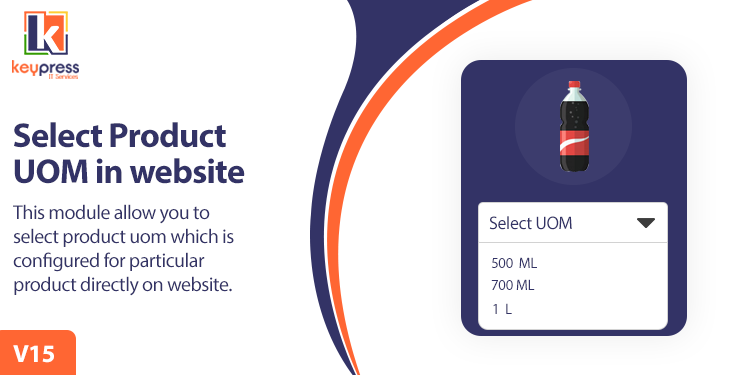 k
keypress
IT Services
Select Product
UOM in website
This module allow you to
select product uom which is
configured for particular
product directly on website.
V15
Select UOM
500 ML
700 ML
1 L